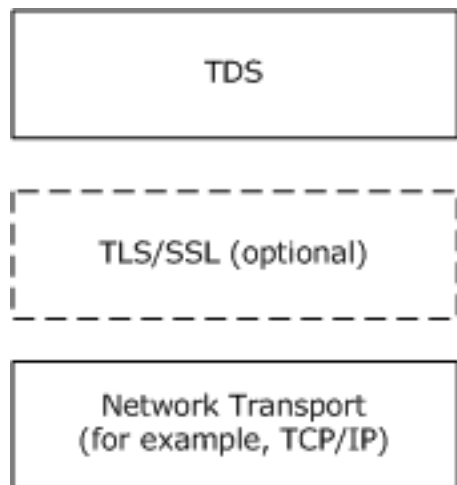 TDS
TLS/SSL (optional)
Network Transport
(for example, TCP/IP)